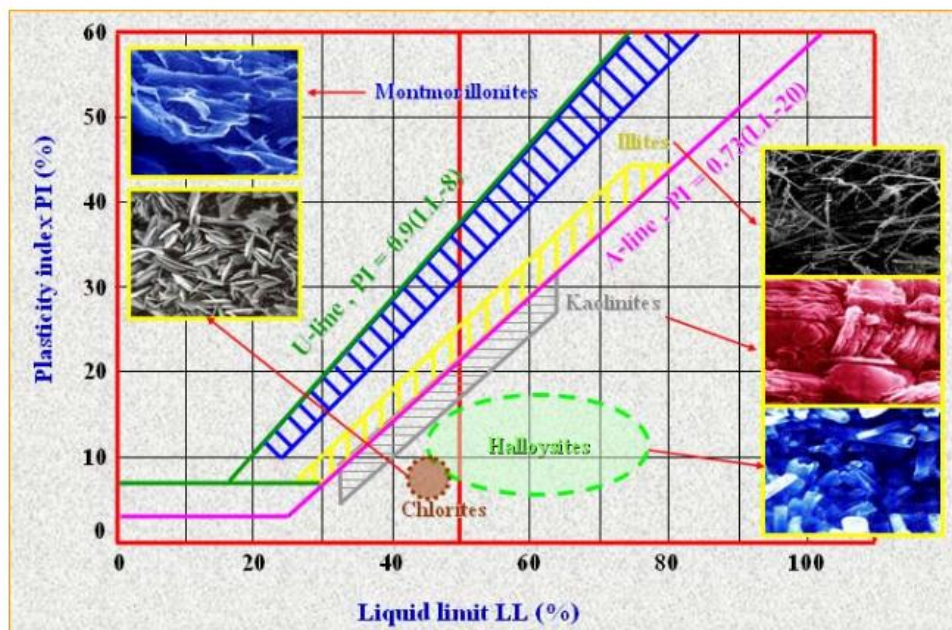 60
50
40
30
20
10
0
Plasticity index PI (%)
Montmorillonites
U-line , PI = 0.9(LL-8)
Illites
A-line , PI = 0.73(LL-20)
Kaolinites
Halloysites
Chlorites
0 20 40 60 80 100
Liquid limit LL (%)